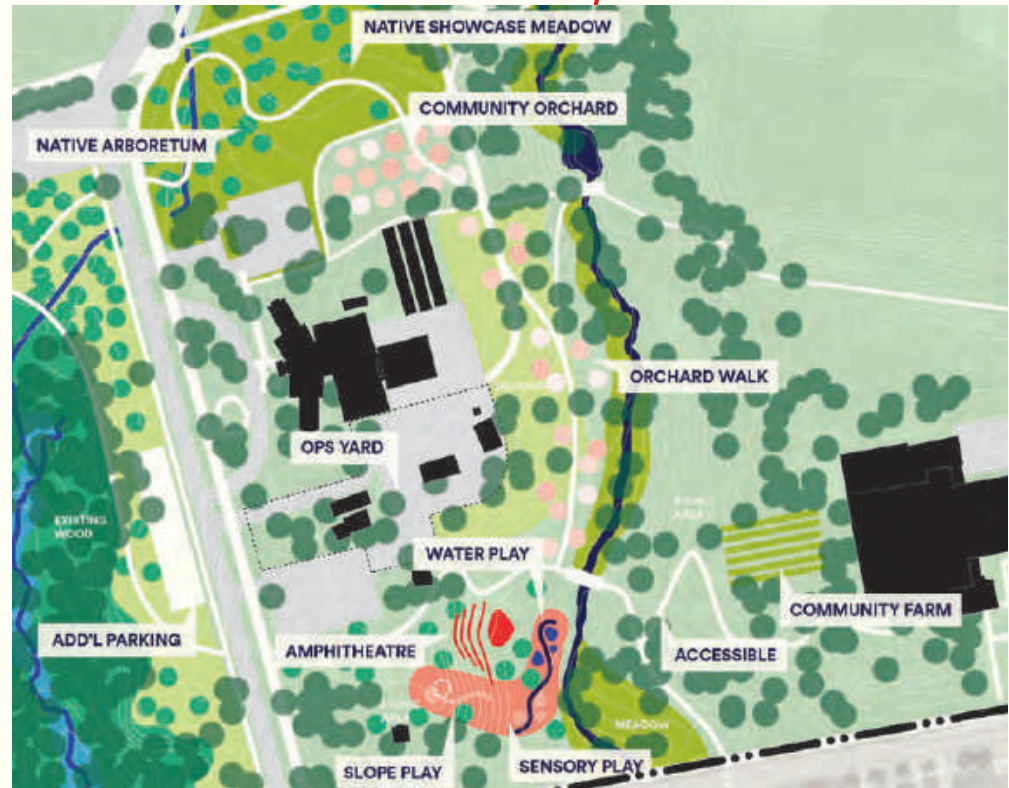 NATIVE SHOWCASE MEADOW
COMMUNITY ORCHARD
NATIVE ARBORETUM
ORCHARD WALK
OPS YARD
EXISTING
WOOD
WATER PLAY
COMMUNITY FARM
ADD'L PARKING
AMPHITHEATRE
ACCESSIBLE
MEADOW
SLOPE PLAY
SENSORY PLAY